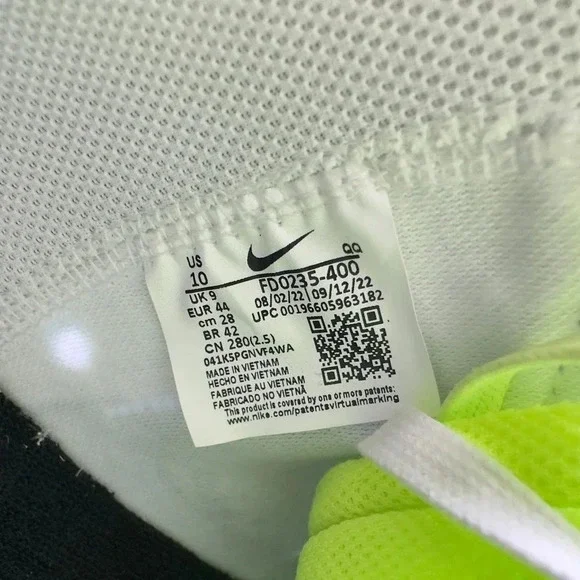 US
10
UK 9
EUR 44
cm 28
BR 42
CN 280(2.5)
041K5PGNVF4WA
QQ
FD0235-400
08/02/22 09/12/22
UPC 00196605963182
MADE IN VIETNAM
HECHO EN VIETNAM
FABRIQUE AU VIETNAM
FABRICADO NO VIETNÃ
This product is covered by one or more patents. See
www.nike.com/patentsvirtualmarking